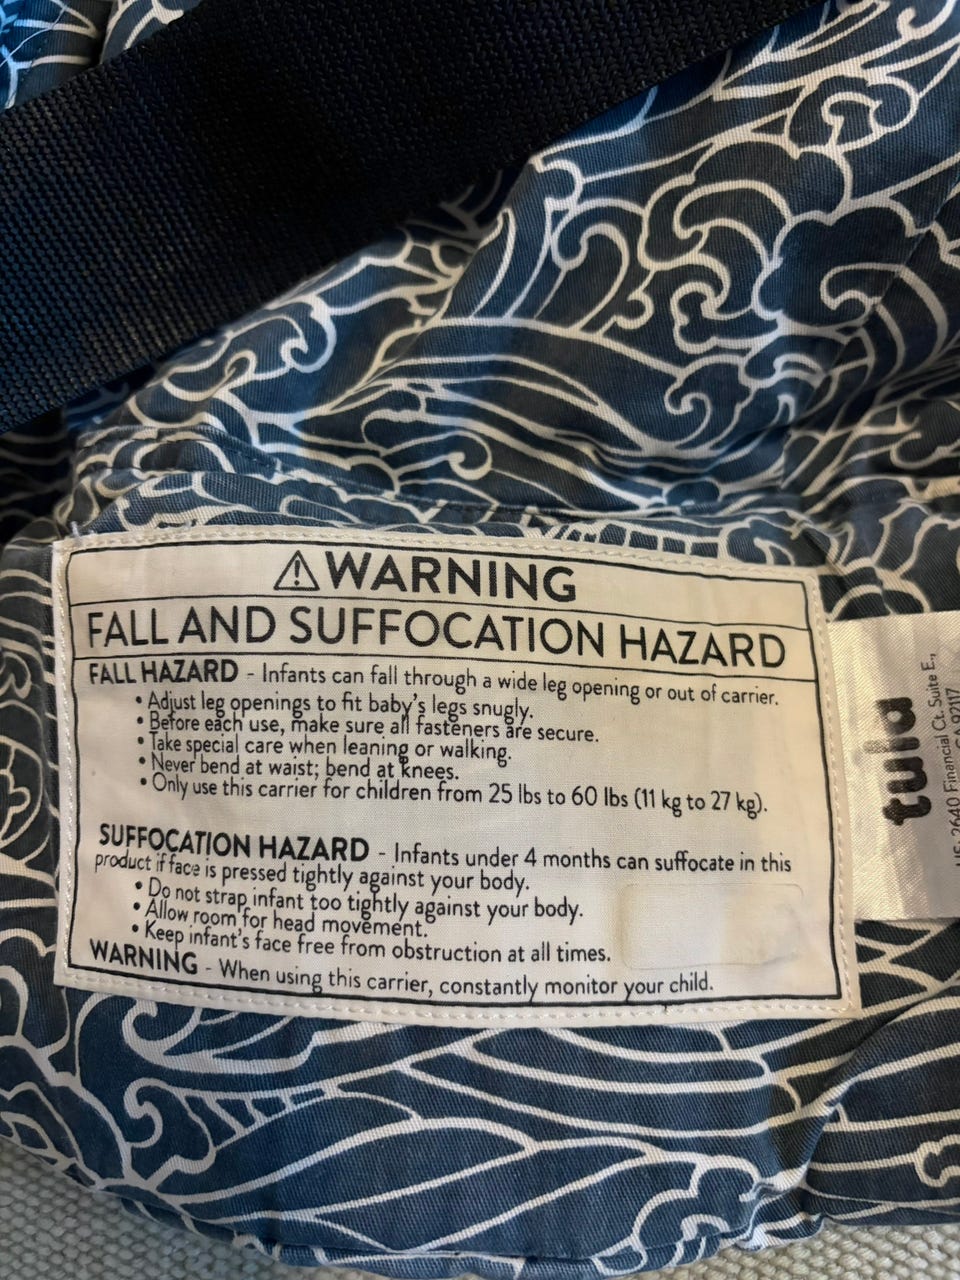 ⚠WARNING
FALL AND SUFFOCATION HAZARD
FALL HAZARD - Infants can fall through a wide leg opening or out of carrier.
• Adjust leg openings to fit baby's legs snugly.
• Before each use, make sure all fasteners are secure.
• Take special care when leaning or walking.
• Never bend at waist; bend at knees.
• Only use this carrier for children from 25 lbs to 60 lbs (11 kg to 27 kg).
SUFFOCATION HAZARD - Infants under 4 months can suffocate in this
product if face is pressed tightly against your body.
• Do not strap infant too tightly against your body.
• Allow room for head movement.
• Keep infant's face free from obstruction at all times.
WARNING - When using this carrier, constantly monitor your child.
tula
2640 Financial Ct. Suite E.,
CA 92117